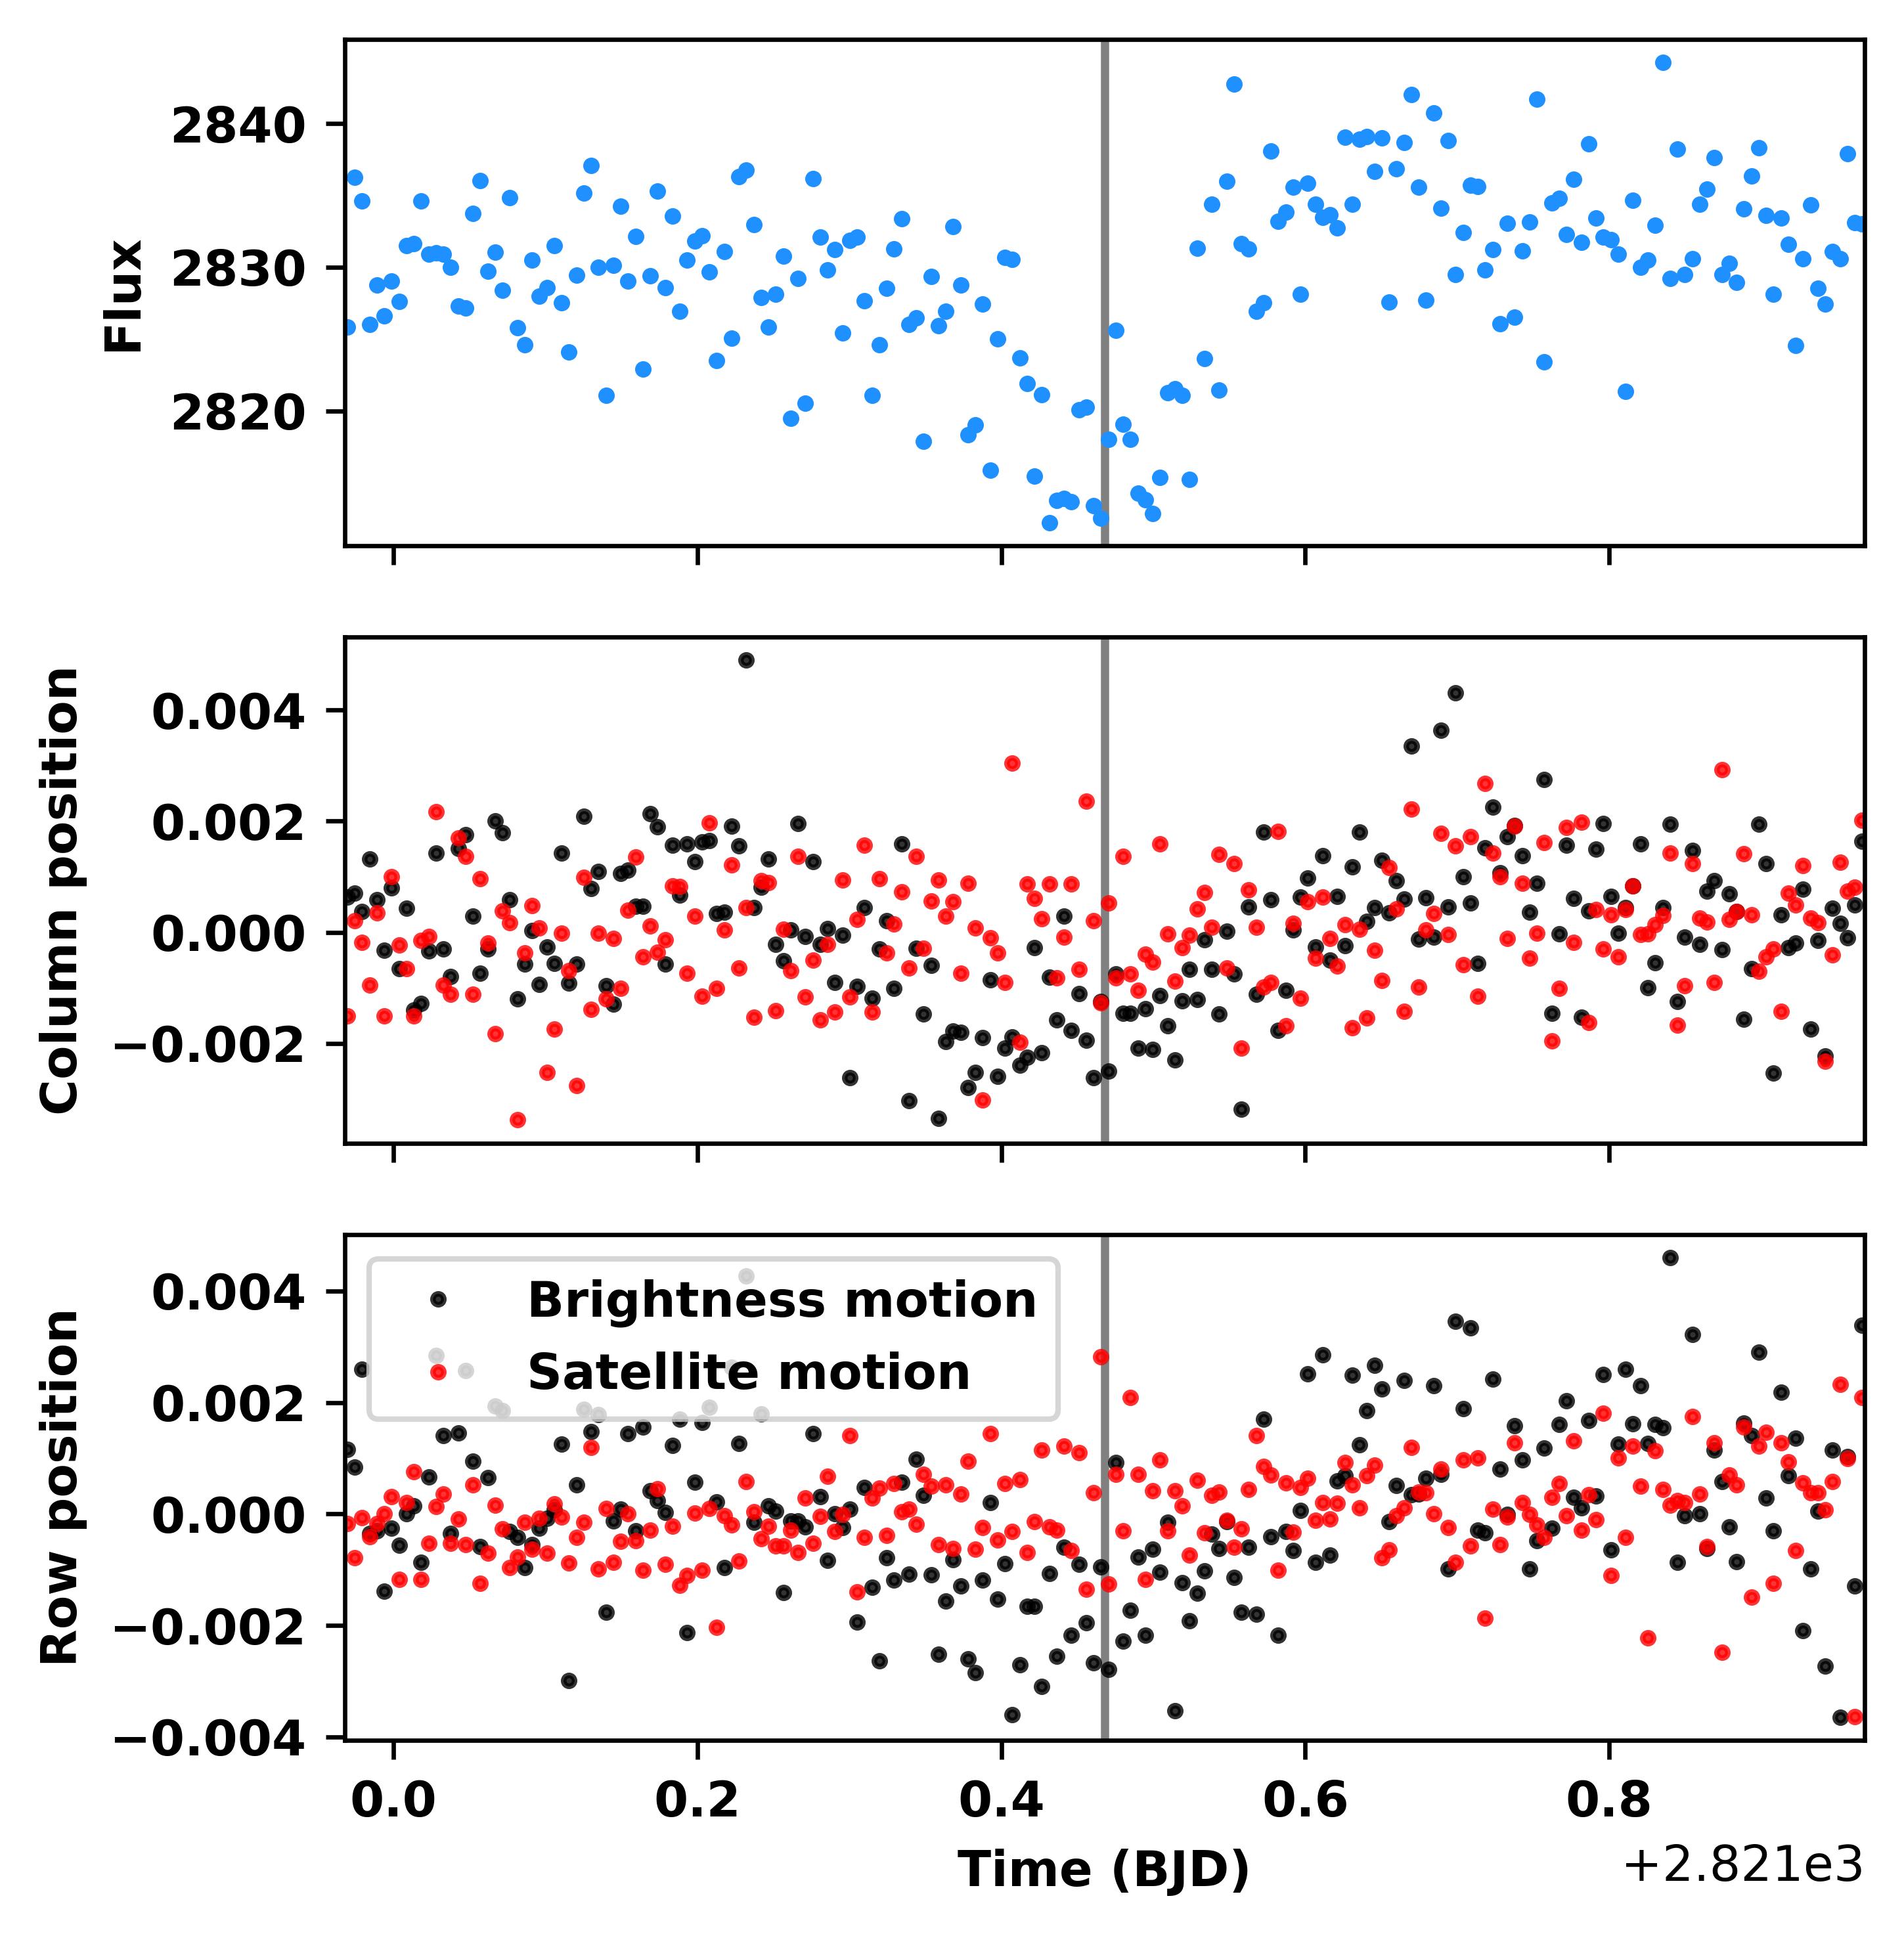 2840
2830
2820
Flux
0.004
0.002
0.000
−0.002
Column position
0.004
0.002
0.000
−0.002
−0.004
Row position
Brightness motion
Satellite motion
0.0 0.2 0.4 0.6 0.8
Time (BJD)
+2.821e3